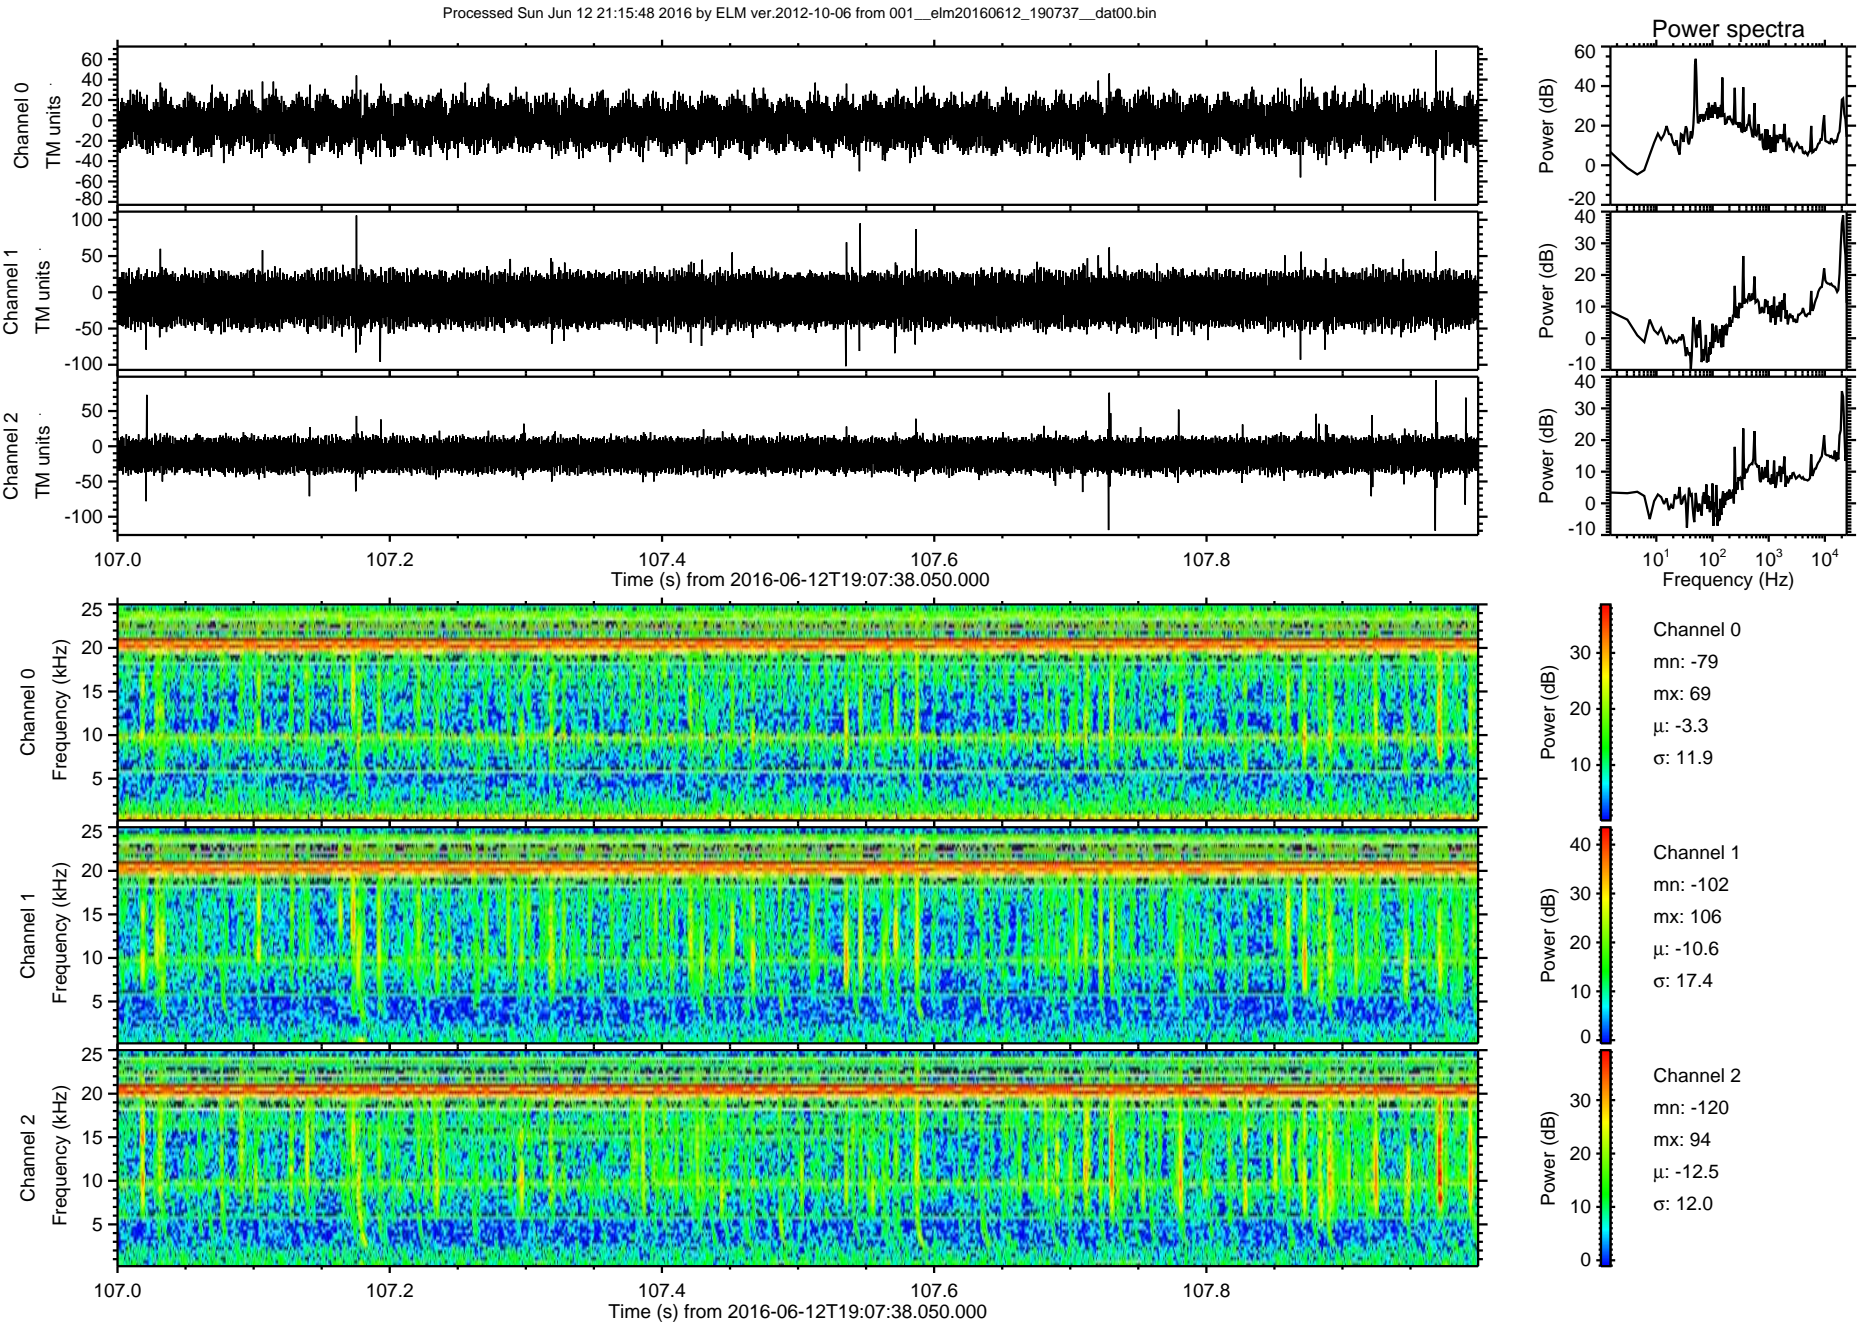 Processed Sun Jun 12 21:15:48 2016 by ELM ver.2012-10-06 from 001__elm20160612_190737__dat00.bin
Power spectra
Channel 0
TM units
60
40
20
0
-20
-40
-60
-80
Power (dB)
60
40
20
0
-20
Channel 1
TM units
100
50
0
-50
-100
Power (dB)
40
30
20
10
0
-10
Channel 2
TM units
50
0
-50
-100
Power (dB)
40
30
20
10
0
-10
107.0 107.2 107.4 107.6 107.8
Time (s) from 2016-06-12T19:07:38.050.000
10^1 10^2 10^3 10^4
Frequency (Hz)
Channel 0
Frequency (kHz)
25
20
15
10
5
Power (dB)
30
20
10
Channel 0
mn: -79
mx: 69
μ: -3.3
σ: 11.9
Channel 1
Frequency (kHz)
25
20
15
10
5
Power (dB)
40
30
20
10
0
Channel 1
mn: -102
mx: 106
μ: -10.6
σ: 17.4
Channel 2
Frequency (kHz)
25
20
15
10
5
Power (dB)
30
20
10
0
Channel 2
mn: -120
mx: 94
μ: -12.5
σ: 12.0
107.0 107.2 107.4 107.6 107.8
Time (s) from 2016-06-12T19:07:38.050.000